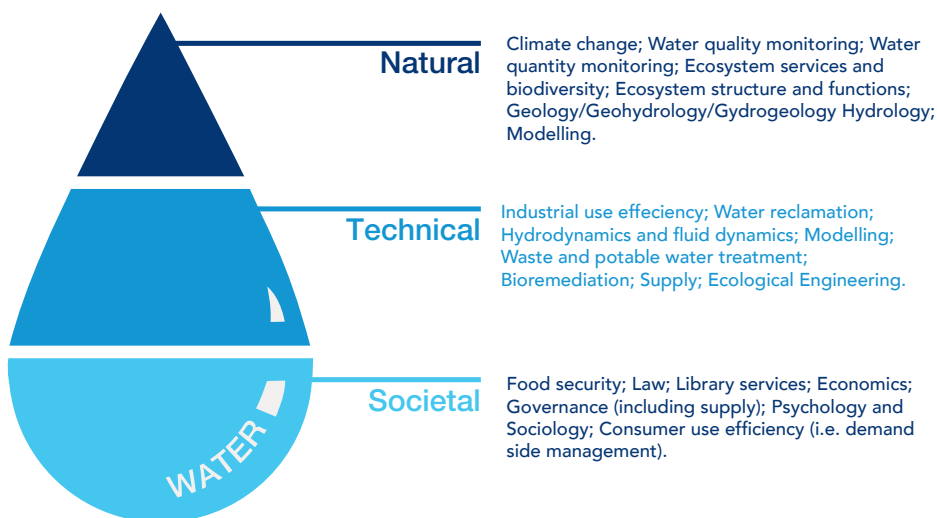 Natural
Climate change; Water quality monitoring; Water
quantity monitoring; Ecosystem services and
biodiversity; Ecosystem structure and functions;
Geology/Geohydrology/Gydrogeology Hydrology;
Modelling.
Technical
Industrial use effeciency; Water reclamation;
Hydrodynamics and fluid dynamics; Modelling;
Waste and potable water treatment;
Bioremediation; Supply; Ecological Engineering.
Societal
Food security; Law; Library services; Economics;
Governance (including supply); Psychology and
Sociology; Consumer use efficiency (i.e. demand
side management).
WATER